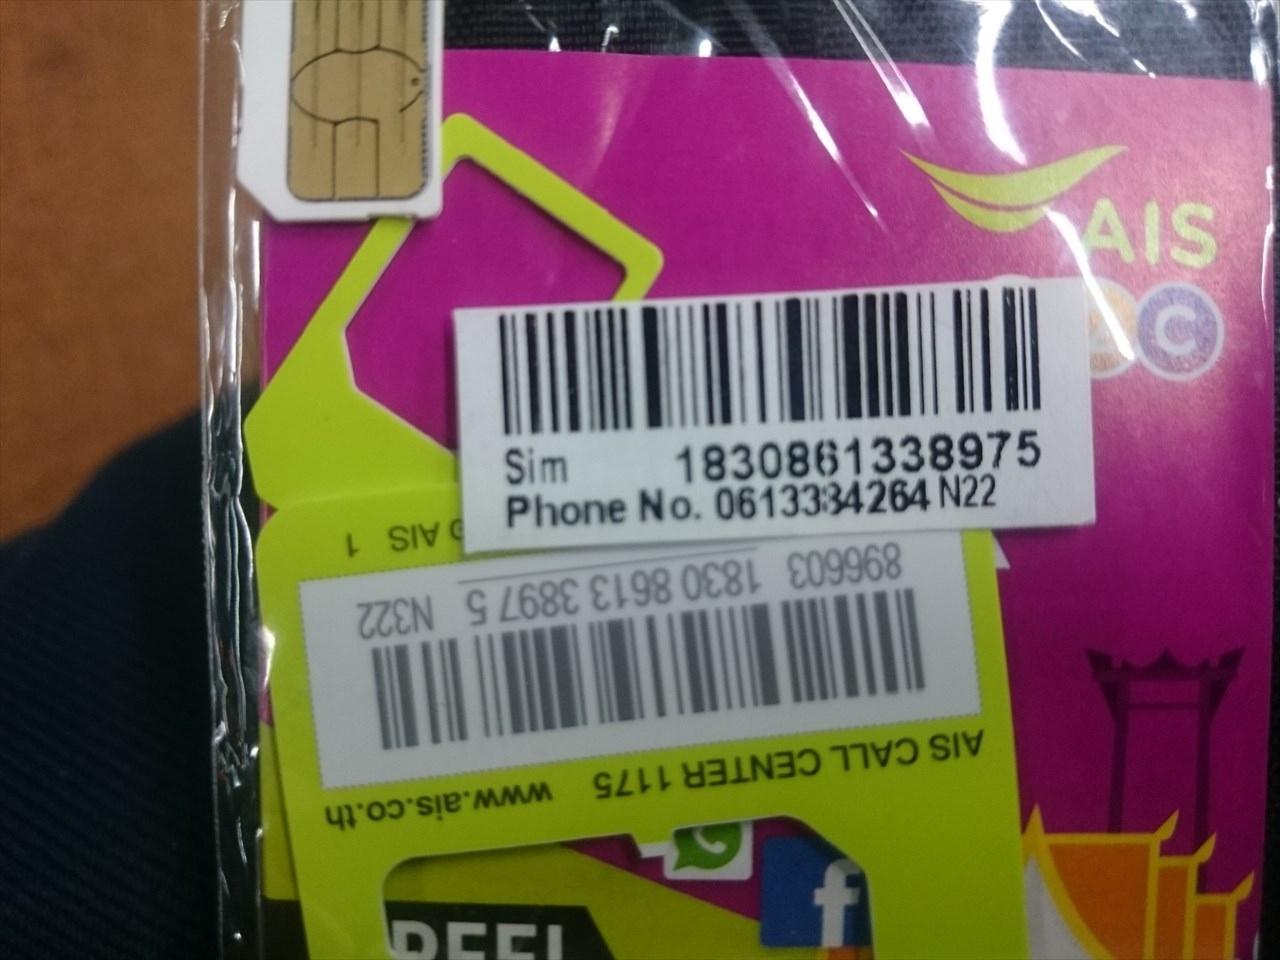 AIS
C
Sim 1830861338975
Phone No. 0613384264 N22
AIS 1
896603 1830 8613 3897 5 N322
AIS CALL CENTER 1175 www.ais.co.th
f